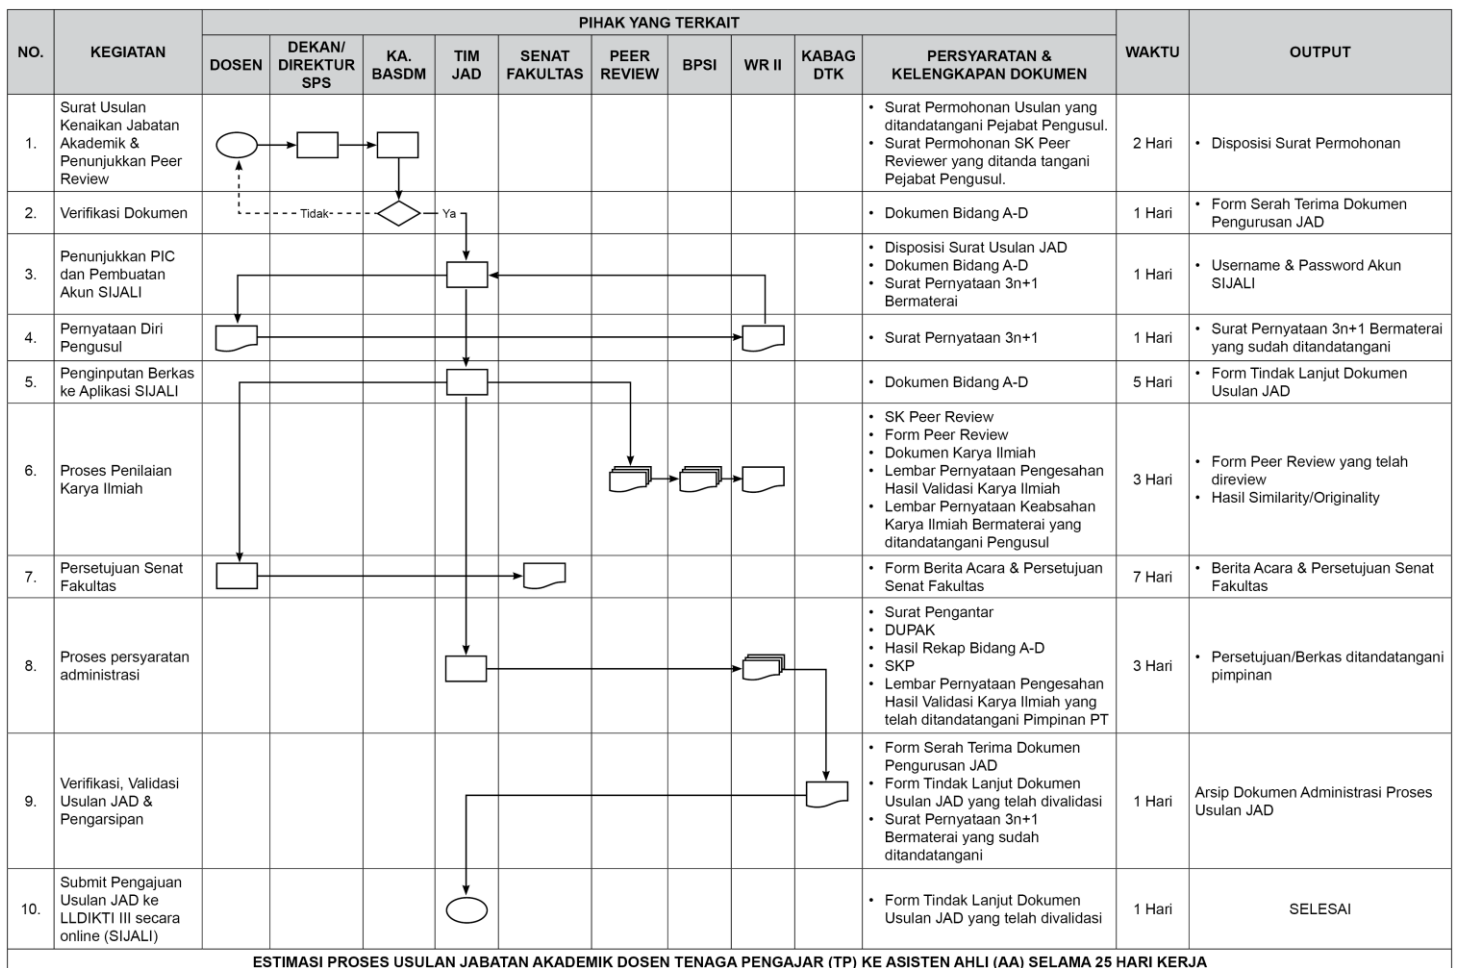 PIHAK YANG TERKAIT
NO.
KEGIATAN
DOSEN
DEKAN/
DIREKTUR
SPS
KA.
BASDM
TIM
JAD
SENAT
FAKULTAS
PEER
REVIEW
BPSI
WR II
KABAG
DTK
PERSYARATAN &
KELENGKAPAN DOKUMEN
WAKTU
OUTPUT
1.
Surat Usulan
Kenaikan Jabatan
Akademik &
Penunjukkan Peer
Review
• Surat Permohonan Usulan yang
ditandatangani Pejabat Pengusul.
• Surat Permohonan SK Peer
Reviewer yang ditanda tangani
Pejabat Pengusul.
2 Hari
• Disposisi Surat Permohonan
2.
Verifikasi Dokumen
Tidak
Ya
• Dokumen Bidang A-D
1 Hari
• Form Serah Terima Dokumen
Pengurusan JAD
3.
Penunjukkan PIC
dan Pembuatan
Akun SIJALI
• Disposisi Surat Usulan JAD
• Dokumen Bidang A-D
• Surat Pernyataan 3n+1
Bermaterai
1 Hari
• Username & Password Akun
SIJALI
4.
Pernyataan Diri
Pengusul
• Surat Pernyataan 3n+1
1 Hari
• Surat Pernyataan 3n+1 Bermaterai
yang sudah ditandatangani
5.
Penginputan Berkas
ke Aplikasi SIJALI
• Dokumen Bidang A-D
5 Hari
• Form Tindak Lanjut Dokumen
Usulan JAD
6.
Proses Penilaian
Karya Ilmiah
• SK Peer Review
• Form Peer Review
• Dokumen Karya Ilmiah
• Lembar Pernyataan Pengesahan
Hasil Validasi Karya Ilmiah
• Lembar Pernyataan Keabsahan
Karya Ilmiah Bermaterai yang
ditandatangani Pengusul
3 Hari
• Form Peer Review yang telah
direview
• Hasil Similarity/Originality
7.
Persetujuan Senat
Fakultas
• Form Berita Acara & Persetujuan
Senat Fakultas
7 Hari
• Berita Acara & Persetujuan Senat
Fakultas
8.
Proses persyaratan
administrasi
• Surat Pengantar
• DUPAK
• Hasil Rekap Bidang A-D
• SKP
• Lembar Pernyataan Pengesahan
Hasil Validasi Karya Ilmiah yang
telah ditandatangani Pimpinan PT
3 Hari
• Persetujuan/Berkas ditandatangani
pimpinan
9.
Verifikasi, Validasi
Usulan JAD &
Pengarsipan
• Form Serah Terima Dokumen
Pengurusan JAD
• Form Tindak Lanjut Dokumen
Usulan JAD yang telah divalidasi
• Surat Pernyataan 3n+1
Bermaterai yang sudah
ditandatangani
1 Hari
Arsip Dokumen Administrasi Proses
Usulan JAD
10.
Submit Pengajuan
Usulan JAD ke
LLDIKTI III secara
online (SIJALI)
• Form Tindak Lanjut Dokumen
Usulan JAD yang telah divalidasi
1 Hari
SELESAI
ESTIMASI PROSES USULAN JABATAN AKADEMIK DOSEN TENAGA PENGAJAR (TP) KE ASISTEN AHLI (AA) SELAMA 25 HARI KERJA